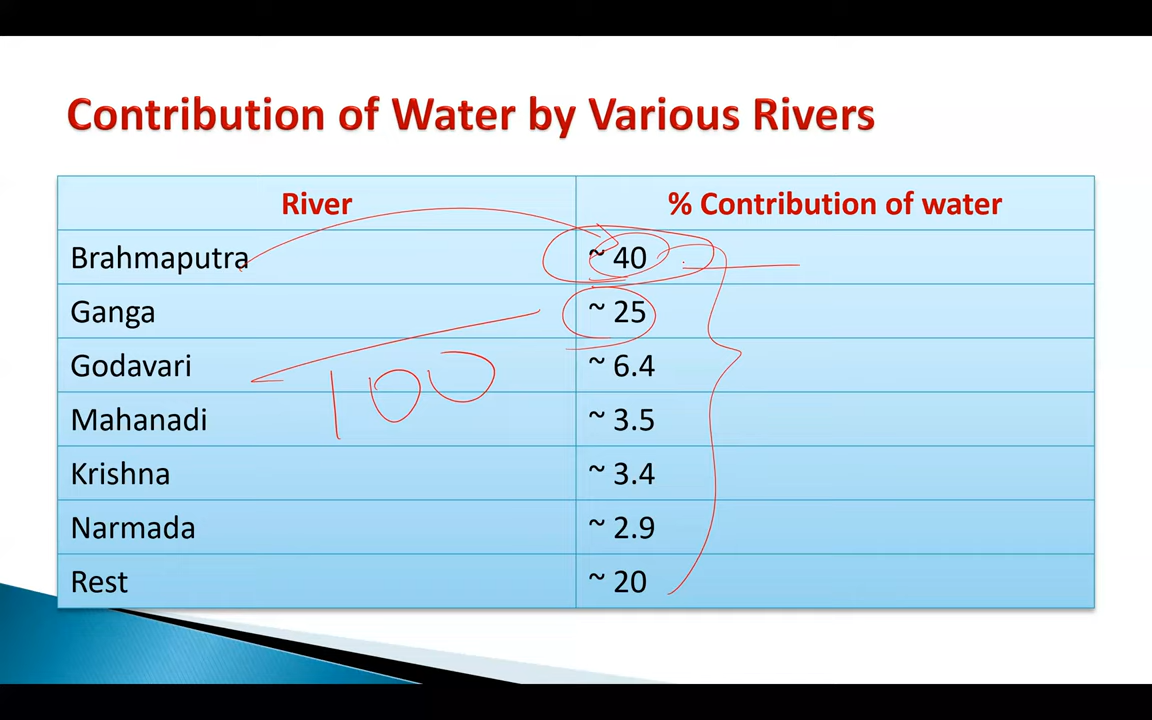 Contribution of Water by Various Rivers
River % Contribution of water
Brahmaputra ~ 40
Ganga ~ 25
Godavari ~ 6.4
100
Mahanadi ~ 3.5
Krishna ~ 3.4
Narmada ~ 2.9
Rest ~ 20